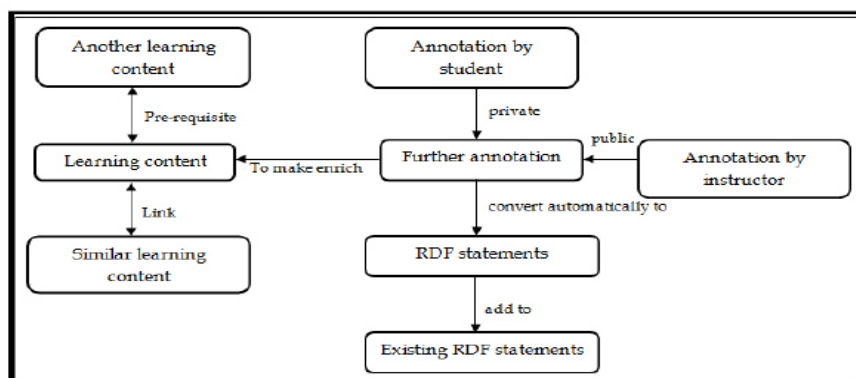 Another learning
content
Annotation by
student
Pre-requisite
private
public
Learning content
To make enrich
Further annotation
Annotation by
instructor
Link
convert automatically to
Similar learning
content
RDF statements
add to
Existing RDF statements